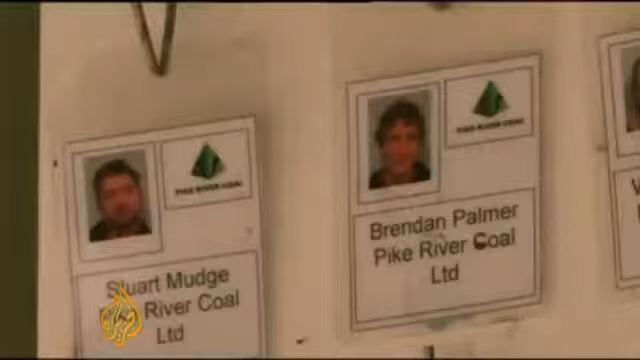 PIKE RIVER COAL
Stuart Mudge
River Coal
Ltd
PIKE RIVER COAL
Brendan Palmer
Pike River Coal
Ltd